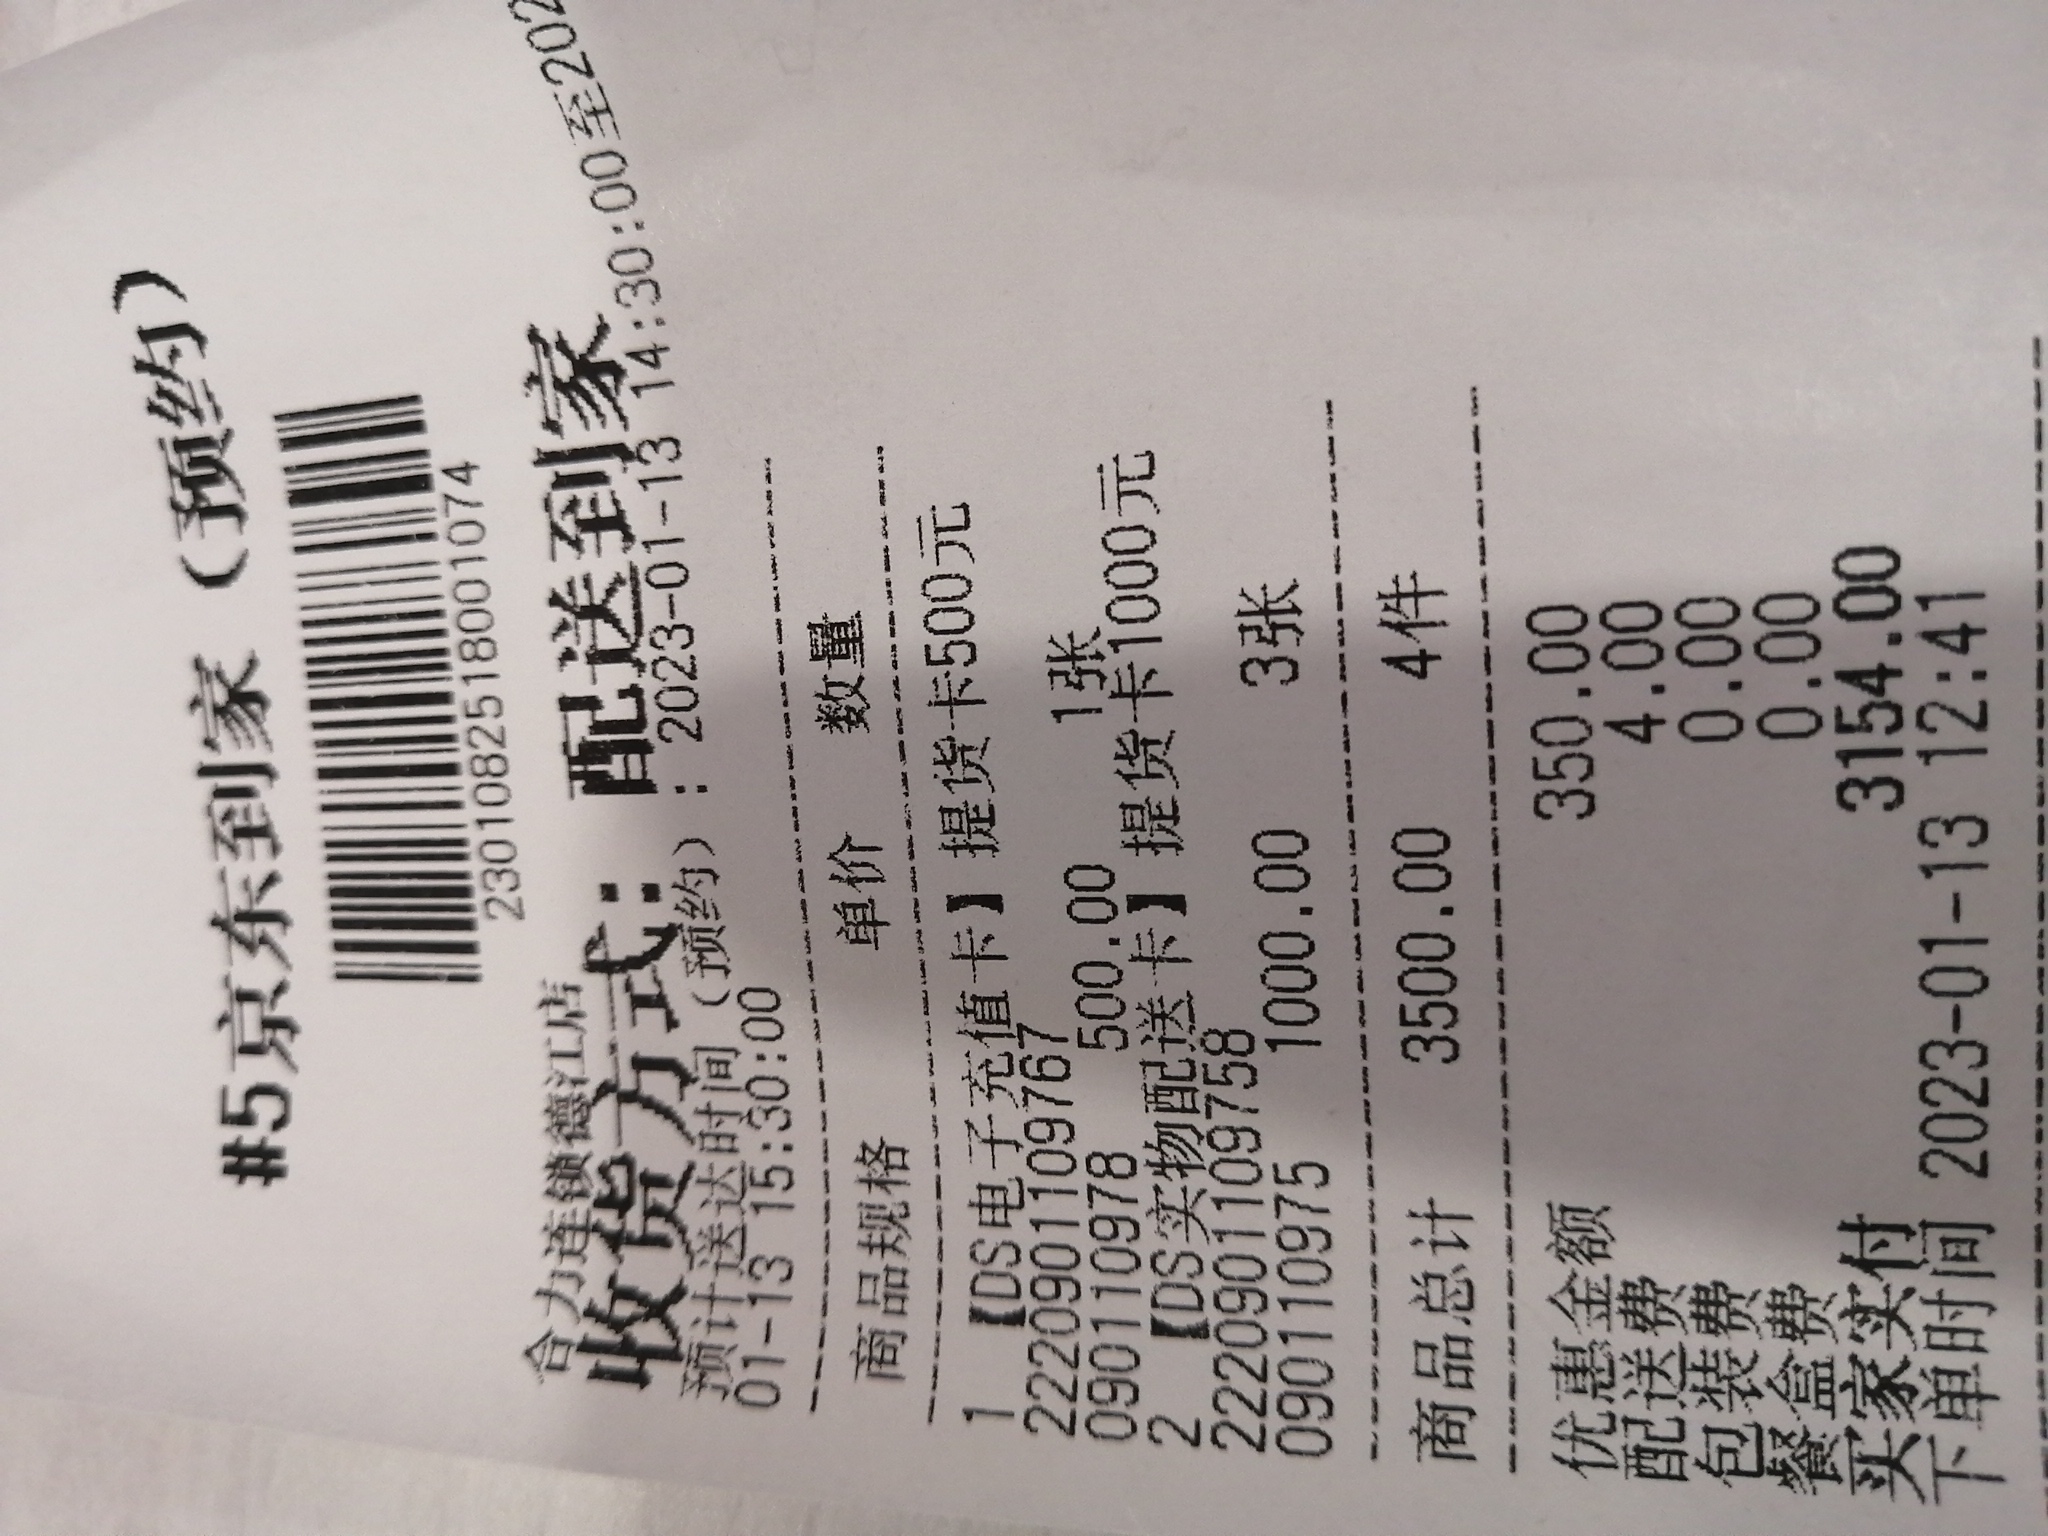 #5京东到家（预约）
2301108251800​1074
合力连锁德江店
收货方式：配送到家
预计送达时间（预约）：2023-01-13 14:30:00至202
01-13 15:30:00
商品规格 单价 数量
1 【DS电子充值卡】提货卡500元
2220901109767
090110978 500.00 1张
2 【DS实物配送卡】提货卡1000元
2220901109758
090110975 1000.00 3张
商品总计 3500.00 4件
优惠金额 350.00
配送费 4.00
包装费 0.00
餐盒费 0.00
买家实付 3154.00
下单时间 2023-01-13 12:41